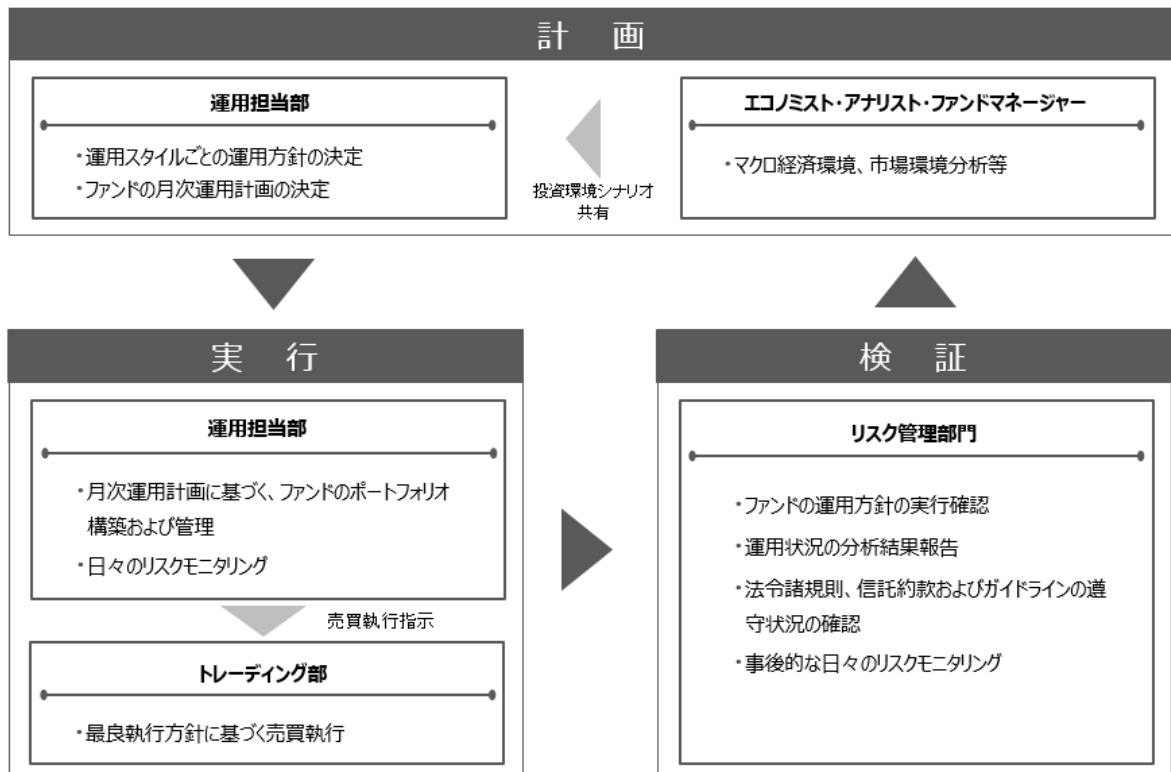 計 画
運用担当部
・運用スタイルごとの運用方針の決定
・ファンドの月次運用計画の決定
投資環境シナリオ
共有
エコノミスト・アナリスト・ファンドマネージャー
・マクロ経済環境、市場環境分析等
実 行
運用担当部
・月次運用計画に基づく、ファンドのポートフォリオ
構築および管理
・日々のリスクモニタリング
売買執行指示
トレーディング部
・最良執行方針に基づく売買執行
検 証
リスク管理部門
・ファンドの運用方針の実行確認
・運用状況の分析結果報告
・法令諸規則、信託約款およびガイドラインの遵
守状況の確認
・事後的な日々のリスクモニタリング